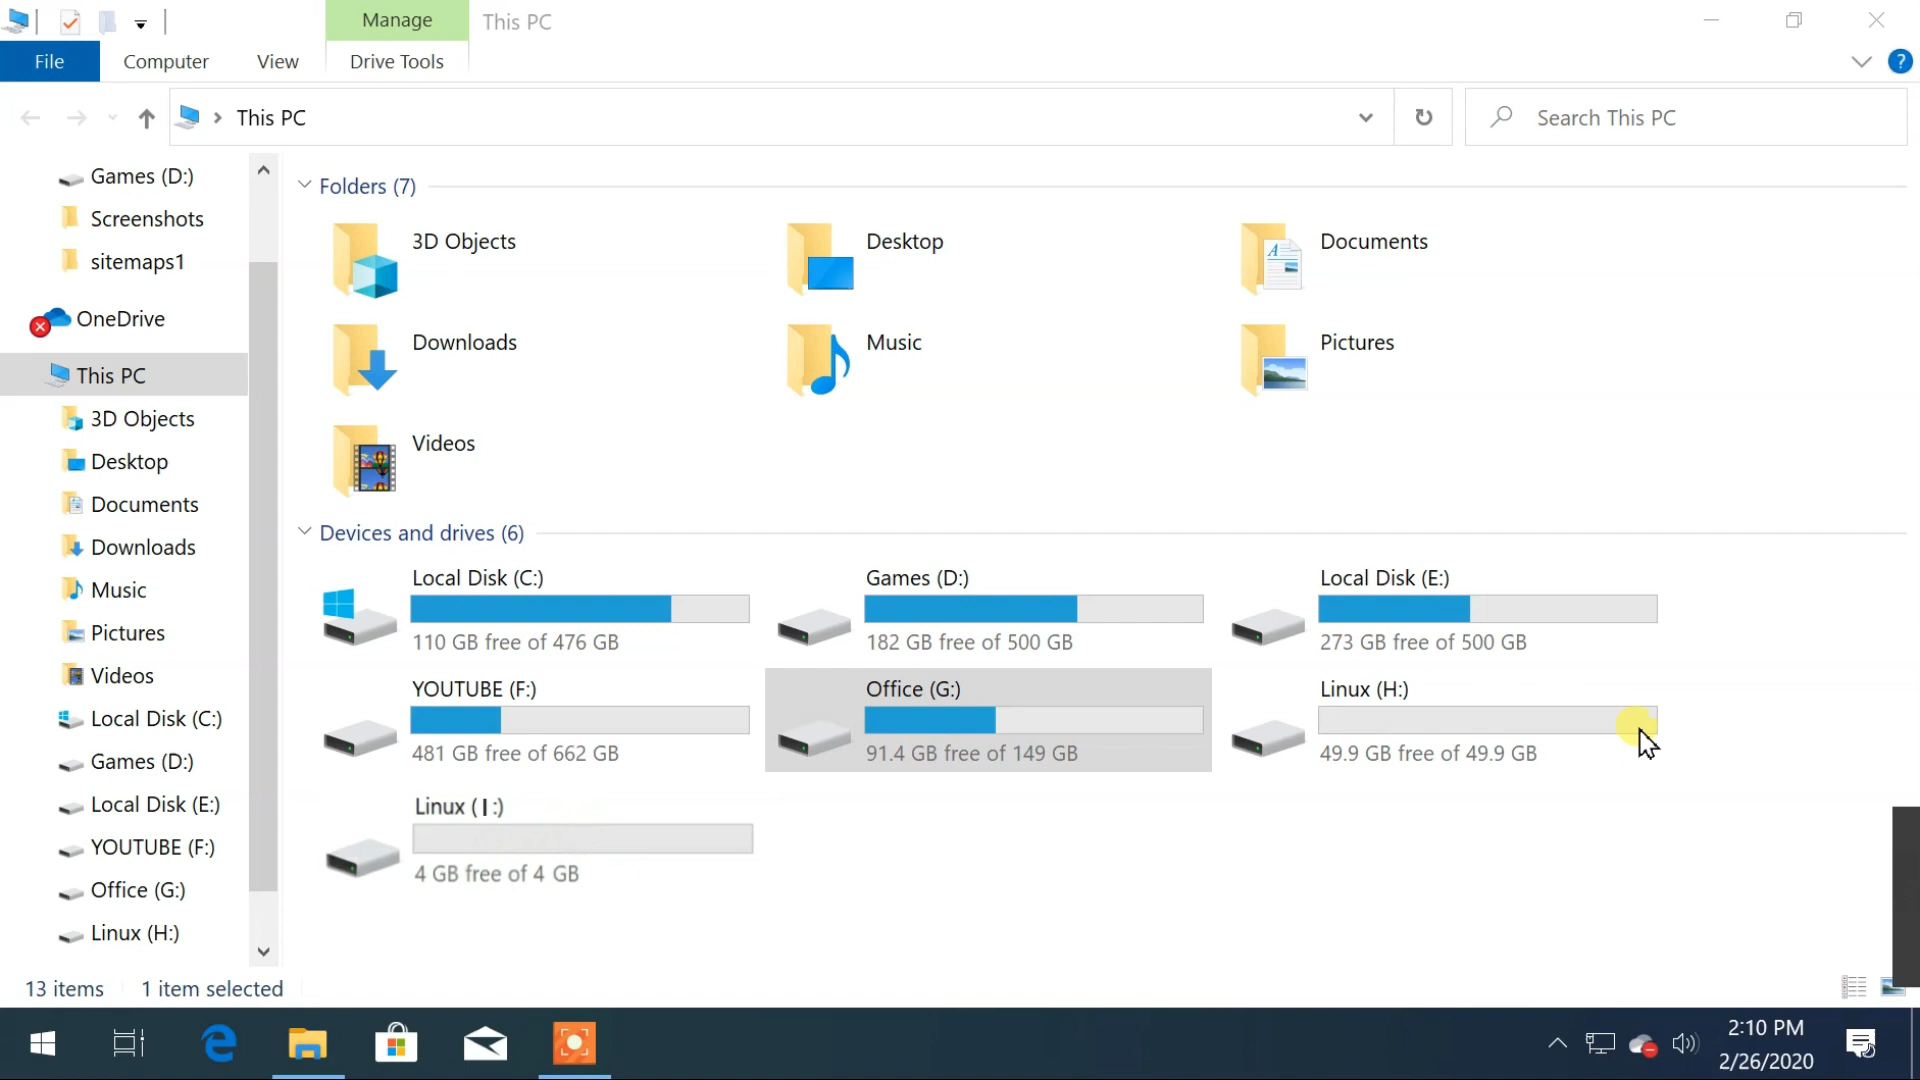 Manage
This PC
File
Computer
View
Drive Tools
This PC
Search This PC
Games (D:)
Screenshots
sitemaps1
OneDrive
This PC
3D Objects
Desktop
Documents
Downloads
Music
Pictures
Videos
Local Disk (C:)
Games (D:)
Local Disk (E:)
YOUTUBE (F:)
Office (G:)
Linux (H:)
Folders (7)
3D Objects
Desktop
Documents
Downloads
Music
Pictures
Videos
Devices and drives (6)
Local Disk (C:)
110 GB free of 476 GB
Games (D:)
182 GB free of 500 GB
Local Disk (E:)
273 GB free of 500 GB
YOUTUBE (F:)
481 GB free of 662 GB
Office (G:)
91.4 GB free of 149 GB
Linux (H:)
49.9 GB free of 49.9 GB
Linux (I:)
4 GB free of 4 GB
13 items
1 item selected
2:10 PM
2/26/2020